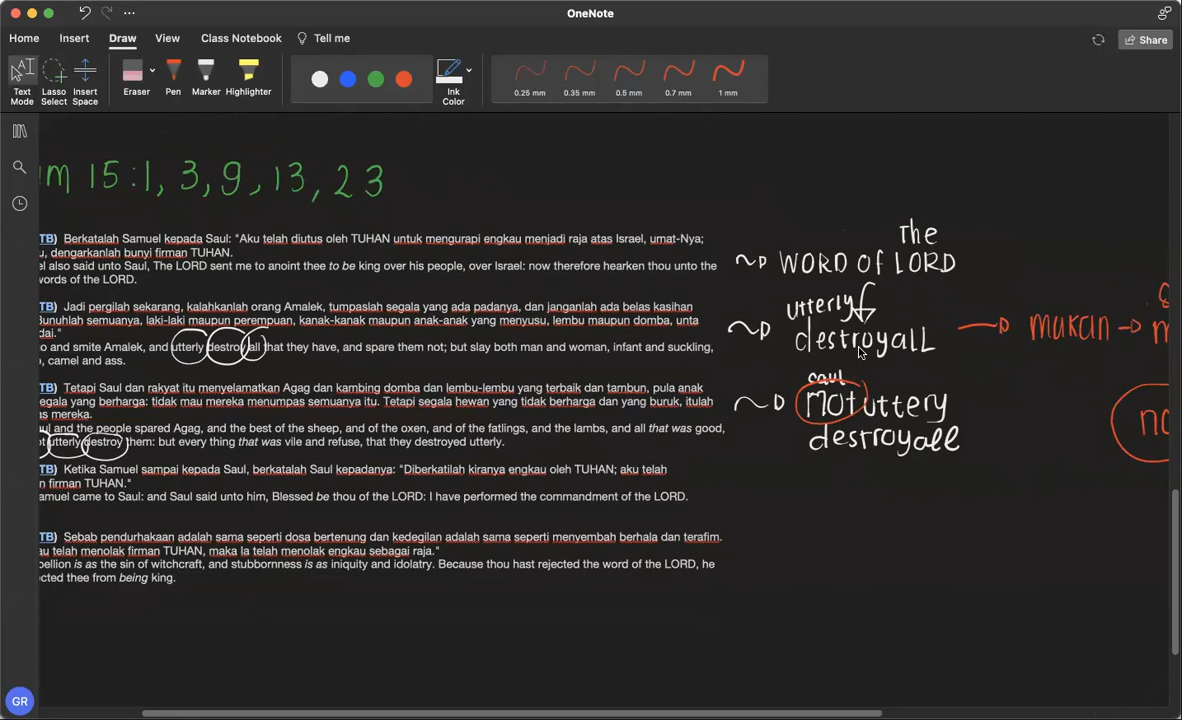 OneNote
Home Insert Draw View Class Notebook Tell me
Share
Text Mode
Lasso Select
Insert Space
Eraser
Pen
Marker
Highlighter
Ink Color
0.25 mm
0.35 mm
0.5 mm
0.7 mm
1 mm
m 15:1, 3, 9, 13, 23
TB) Berkatalah Samuel kepada Saul: "Aku telah diutus oleh TUHAN untuk mengurapi engkau menjadi raja atas Israel, umat-Nya;
u, dengarkanlah bunyi firman TUHAN.
el also said unto Saul, The LORD sent me to anoint thee to be king over his people, over Israel: now therefore hearken thou unto the
words of the LORD.
TB) Jadi pergilah sekarang, kalahkanlah orang Amalek, tumpaslah segala yang ada padanya, dan janganlah ada belas kasihan
Bunuhlah semuanya, laki-laki maupun perempuan, kanak-kanak maupun anak-anak yang menyusu, lembu maupun domba, unta
dai."
o and smite Amalek, and utterly destroy all that they have, and spare them not; but slay both man and woman, infant and suckling,
, camel and ass.
TB) Tetapi Saul dan rakyat itu menyelamatkan Agag dan kambing domba dan lembu-lembu yang terbaik dan tambun, pula anak
segala yang berharga: tidak mau mereka menumpas semuanya itu. Tetapi segala hewan yang tidak berharga dan yang buruk, itulah
as mereka.
ul and the people spared Agag, and the best of the sheep, and of the oxen, and of the fatlings, and the lambs, and all that was good,
t utterly destroy them: but every thing that was vile and refuse, that they destroyed utterly.
TB) Ketika Samuel sampai kepada Saul, berkatalah Saul kepadanya: "Diberkatilah kiranya engkau oleh TUHAN; aku telah
n firman TUHAN."
amuel came to Saul: and Saul said unto him, Blessed be thou of the LORD: I have performed the commandment of the LORD.
TB) Sebab pendurhakaan adalah sama seperti dosa bertenung dan kedegilan adalah sama seperti menyembah berhala dan terafim.
au telah menolak firman TUHAN, maka Ia telah menolak engkau sebagai raja."
bellion is as the sin of witchcraft, and stubbornness is as iniquity and idolatry. Because thou hast rejected the word of the LORD, he
cted thee from being king.
The
WORD of LORD
utterly
destroy all
makan
saul
not uttery
destroy all
no
GR